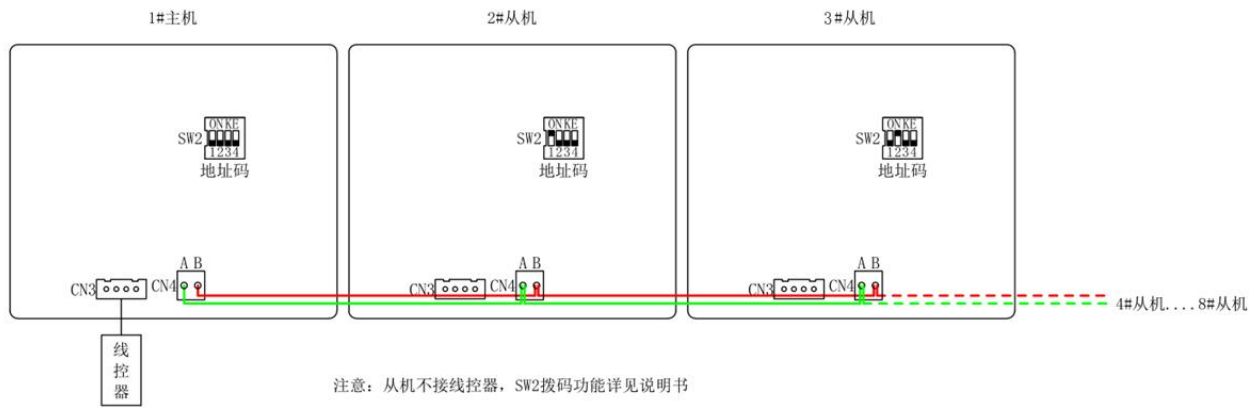 1#主机
2#从机
3#从机
ONKE
SW2
1234
地址码
ONKE
SW2
1234
地址码
ONKE
SW2
1234
地址码
A B
CN3
CN4
A B
CN3
CN4
A B
CN3
CN4
4#从机....8#从机
线控器
注意：从机不接线控器，SW2拨码功能详见说明书